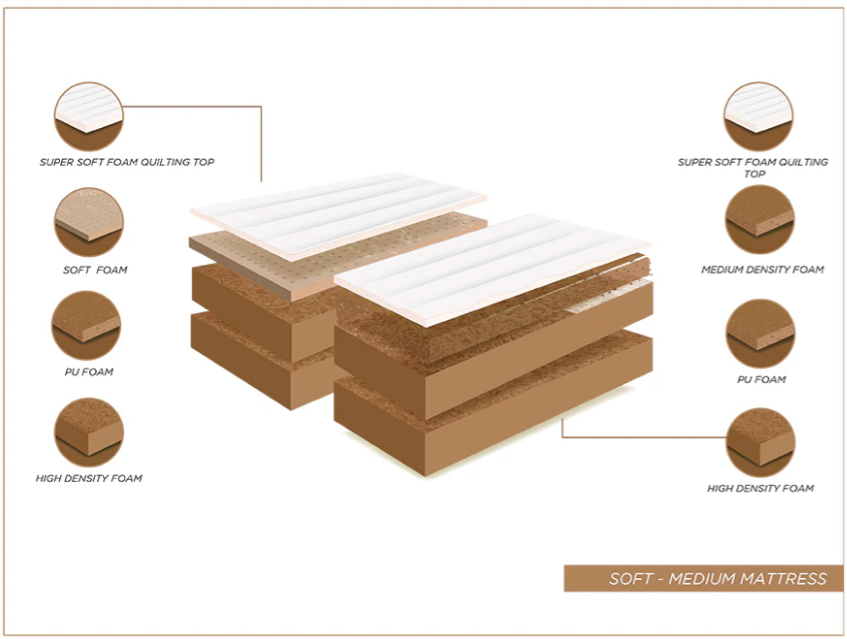 SUPER SOFT FOAM QUILTING TOP
SOFT FOAM
PU FOAM
HIGH DENSITY FOAM
SUPER SOFT FOAM QUILTING
TOP
MEDIUM DENSITY FOAM
PU FOAM
HIGH DENSITY FOAM
SOFT - MEDIUM MATTRESS